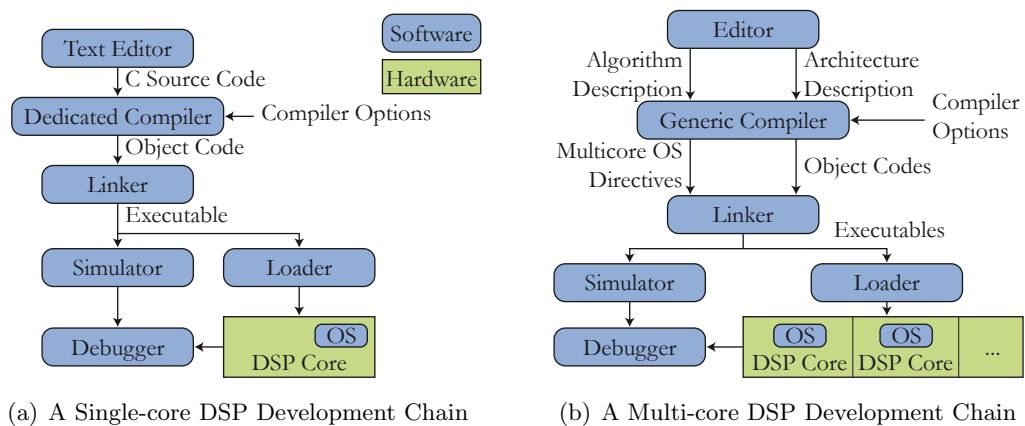 Text Editor
C Source Code
Dedicated Compiler
Compiler Options
Object Code
Linker
Executable
Simulator
Loader
Debugger
OS
DSP Core
Software
Hardware
(a) A Single-core DSP Development Chain
Editor
Algorithm
Description
Architecture
Description
Generic Compiler
Compiler
Options
Multicore OS
Directives
Object Codes
Linker
Executables
Simulator
Loader
Debugger
OS
DSP Core
OS
DSP Core
...
(b) A Multi-core DSP Development Chain